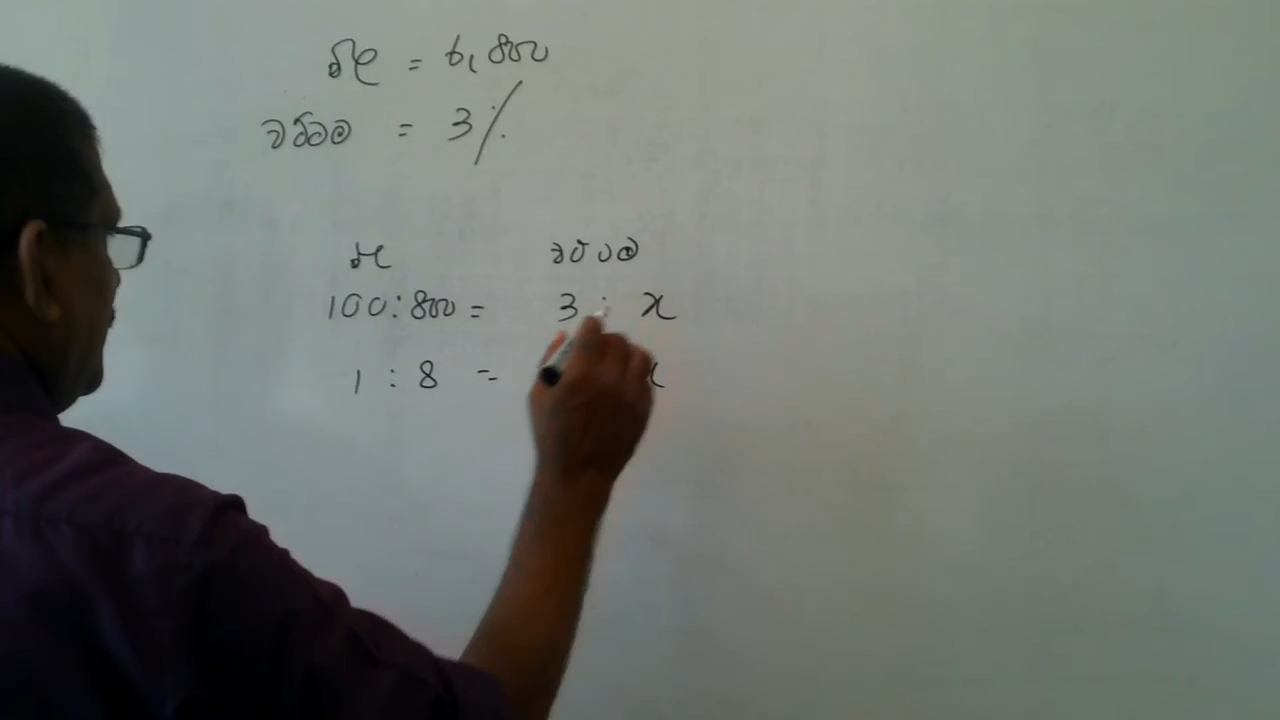 මිල = රු 800
වට්ටම = 3 %
මිල වට්ටම
100 : 800 = 3 : x
1 : 8 = x